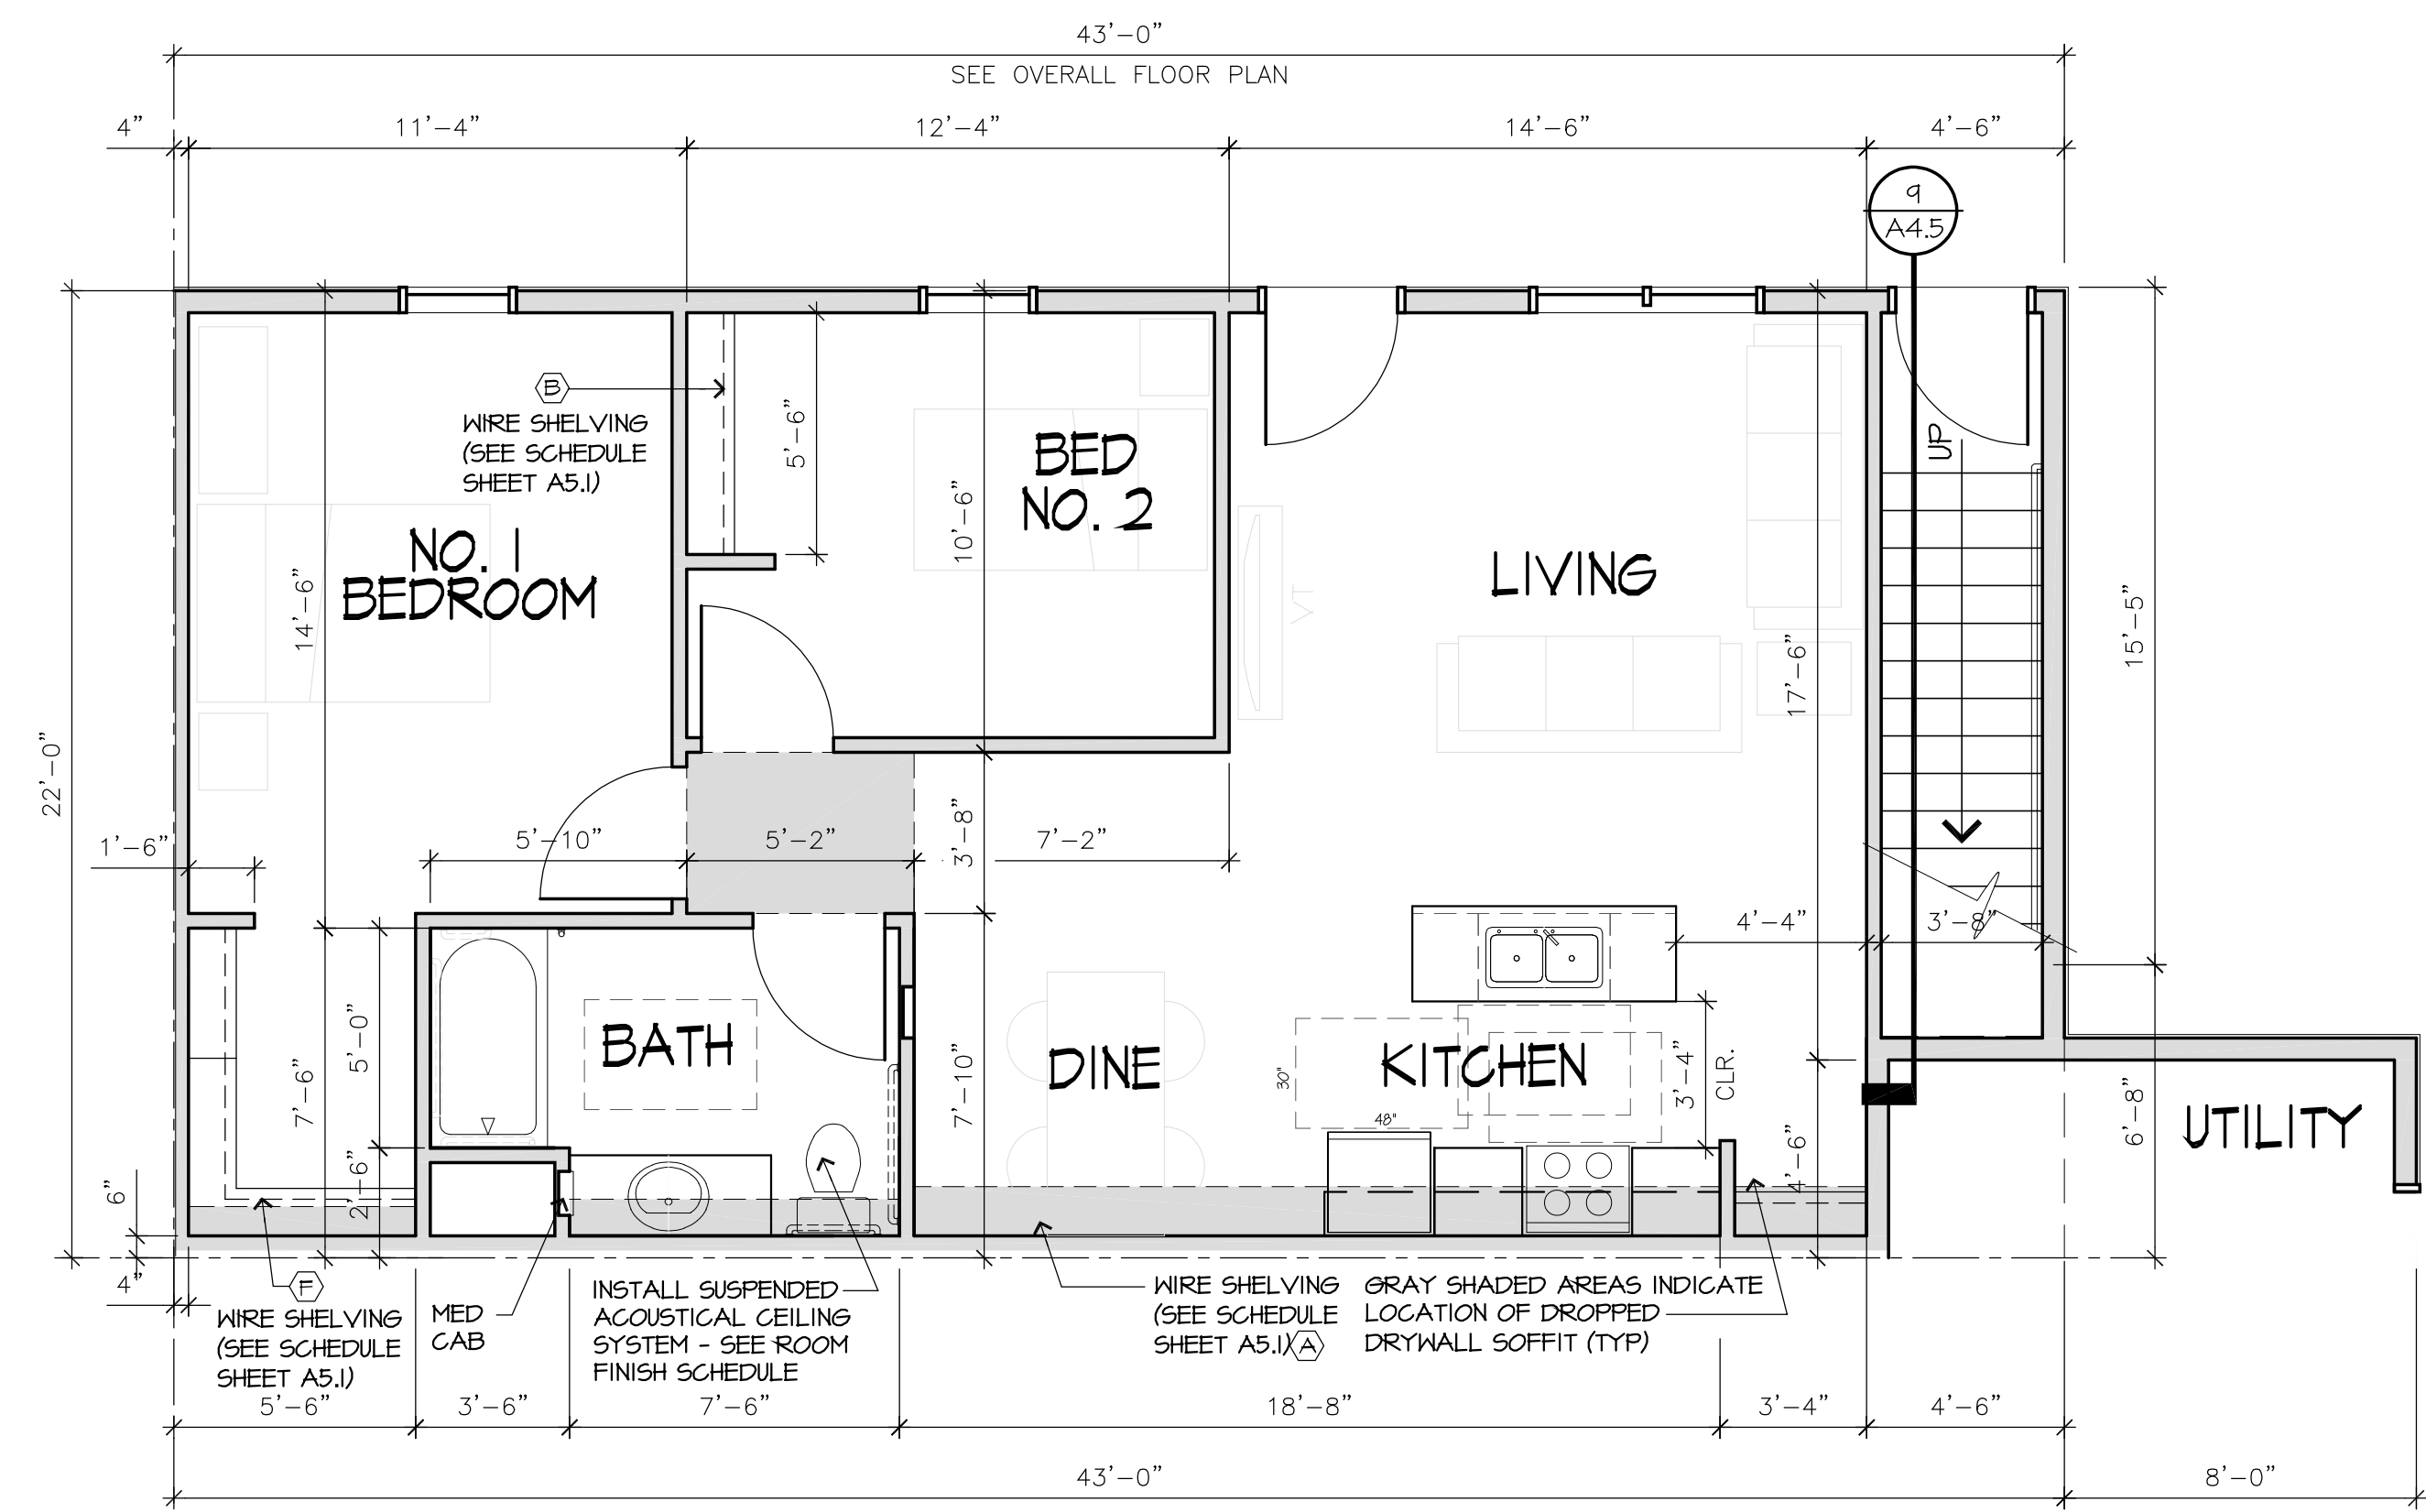 43'-0"
SEE OVERALL FLOOR PLAN
4"
11'-4"
12'-4"
14'-6"
4'-6"
9
A4.5
B
WIRE SHELVING
(SEE SCHEDULE
SHEET A5.1)
5'-6"
BED
NO. 2
10'-6"
UP
NO. 1
BEDROOM
14'-6"
LIVING
TV
17'-6"
15'-5"
22'-0"
1'-6"
5'-10"
5'-2"
3'-8"
7'-2"
4'-4"
3'-8"
5'-0"
BATH
7'-6"
7'-10"
DINE
30"
KITCHEN
48"
3'-4"
CLR.
4'-6"
6'-8"
UTILITY
2'-6"
6"
4"
F
WIRE SHELVING
(SEE SCHEDULE
SHEET A5.1)
MED
CAB
INSTALL SUSPENDED
ACOUSTICAL CEILING
SYSTEM - SEE ROOM
FINISH SCHEDULE
WIRE SHELVING
(SEE SCHEDULE
SHEET A5.1) A
GRAY SHADED AREAS INDICATE
LOCATION OF DROPPED
DRYWALL SOFFIT (TYP)
5'-6"
3'-6"
7'-6"
18'-8"
3'-4"
4'-6"
43'-0"
8'-0"